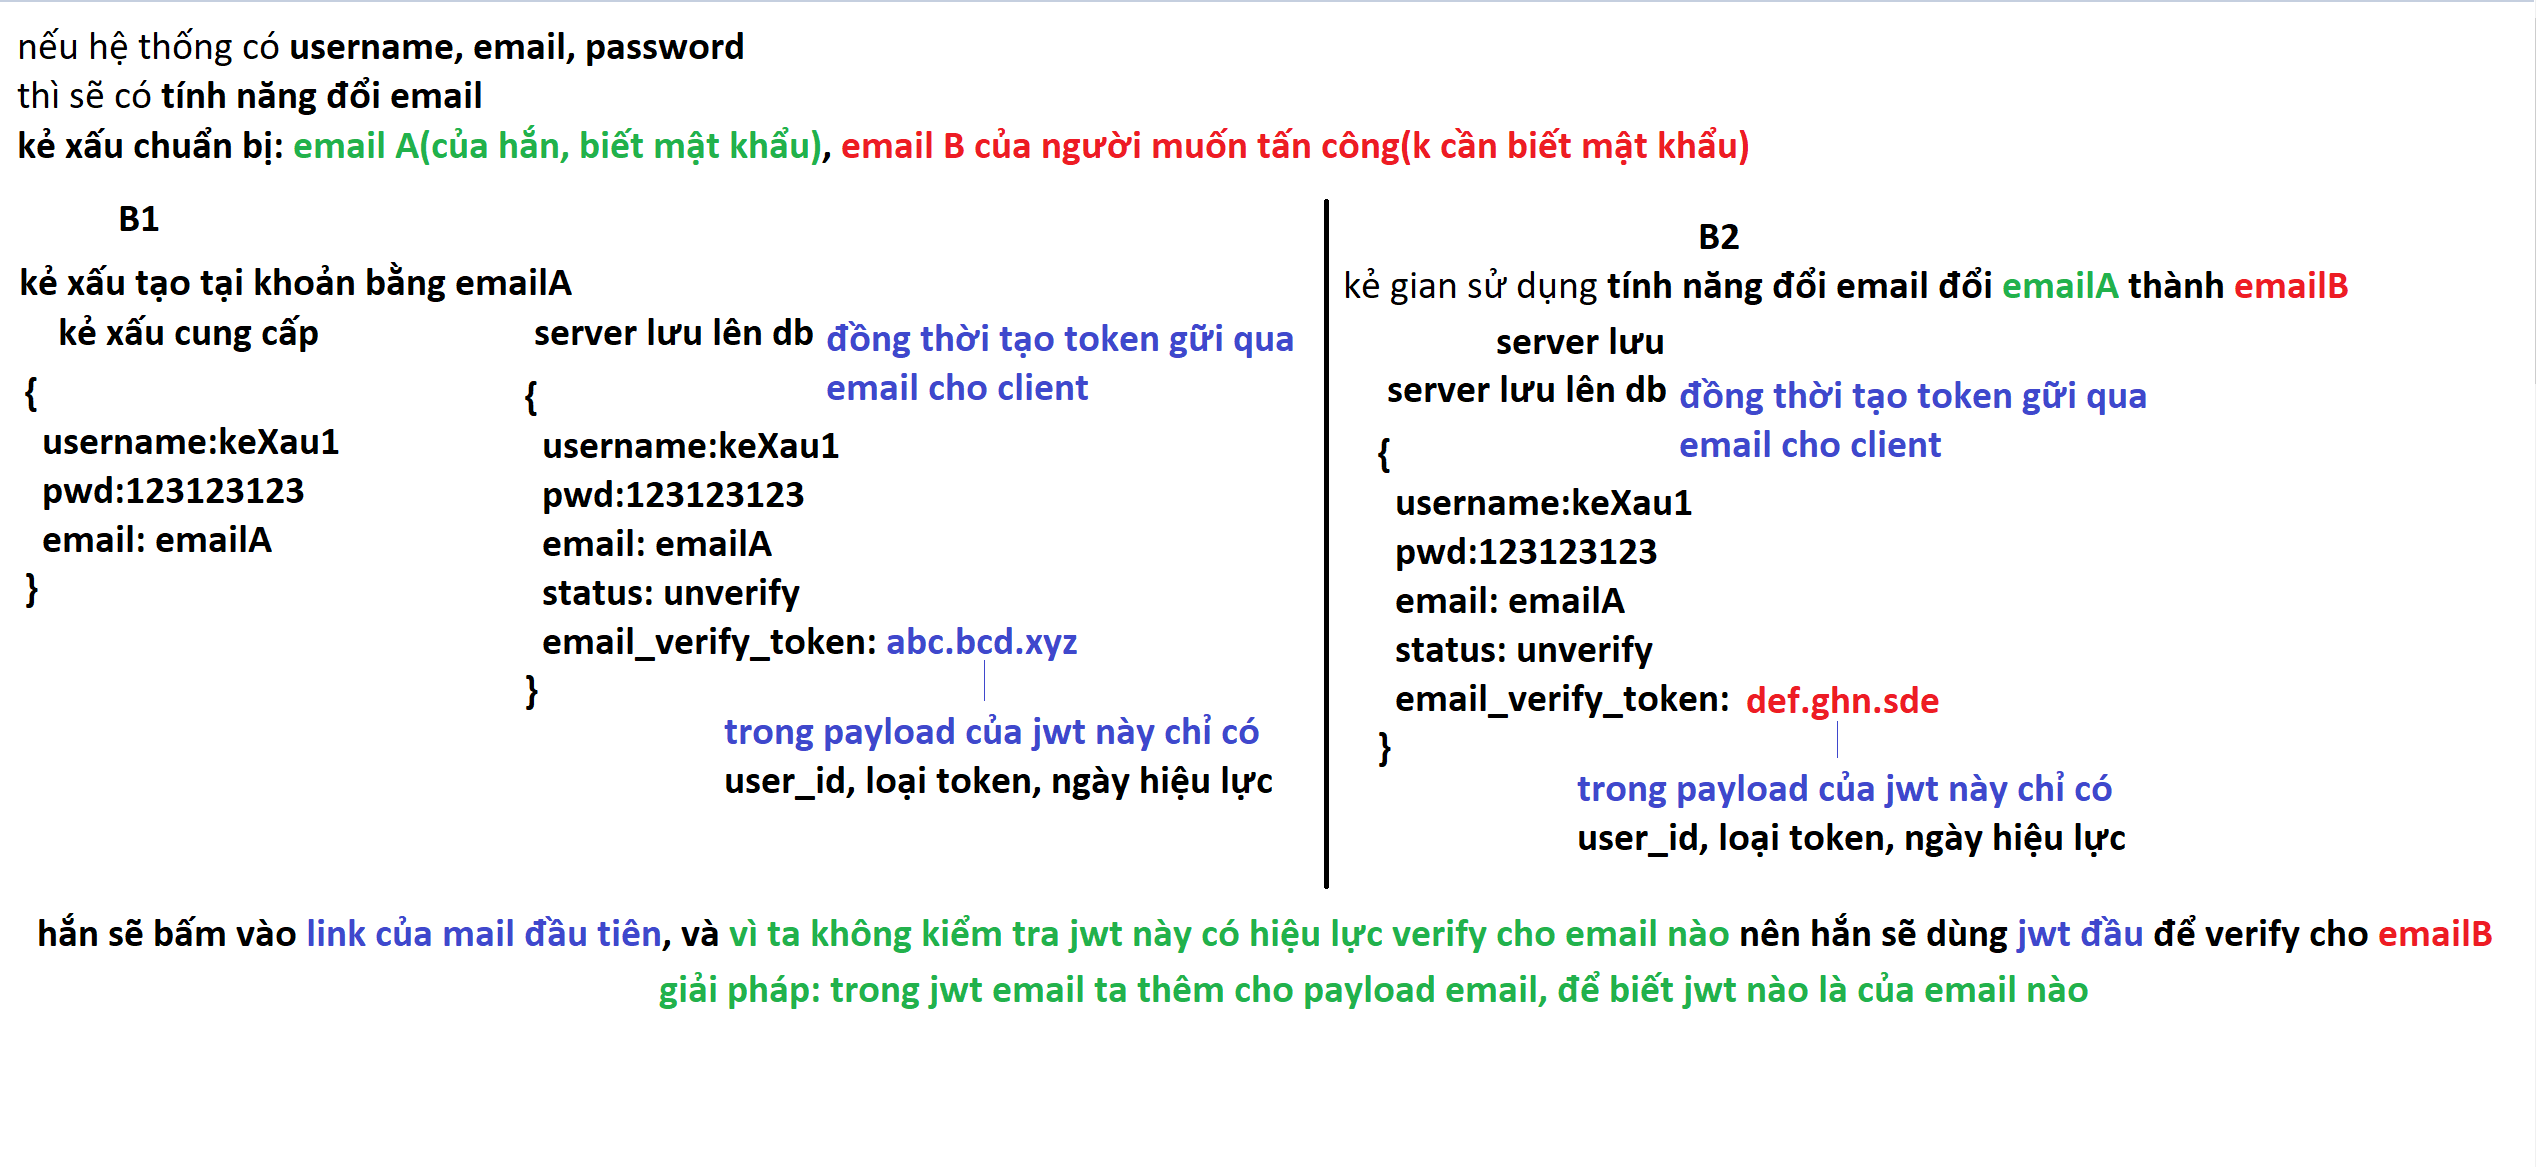 nếu hệ thống có username, email, password
thì sẽ có tính năng đổi email
kẻ xấu chuẩn bị: email A(của hắn, biết mật khẩu), email B của người muốn tấn công(k cần biết mật khẩu)
B1
kẻ xấu tạo tại khoản bằng emailA
kẻ xấu cung cấp
{
username:keXau1
pwd:123123123
email: emailA
}
server lưu lên db đồng thời tạo token gữi qua
email cho client
{
username:keXau1
pwd:123123123
email: emailA
status: unverify
email_verify_token: abc.bcd.xyz
}
trong payload của jwt này chỉ có
user_id, loại token, ngày hiệu lực
B2
kẻ gian sử dụng tính năng đổi email đổi emailA thành emailB
server lưu
server lưu lên db đồng thời tạo token gữi qua
email cho client
{
username:keXau1
pwd:123123123
email: emailA
status: unverify
email_verify_token: def.ghn.sde
}
trong payload của jwt này chỉ có
user_id, loại token, ngày hiệu lực
hắn sẽ bấm vào link của mail đầu tiên, và vì ta không kiểm tra jwt này có hiệu lực verify cho email nào nên hắn sẽ dùng jwt đầu để verify cho emailB
giải pháp: trong jwt email ta thêm cho payload email, để biết jwt nào là của email nào